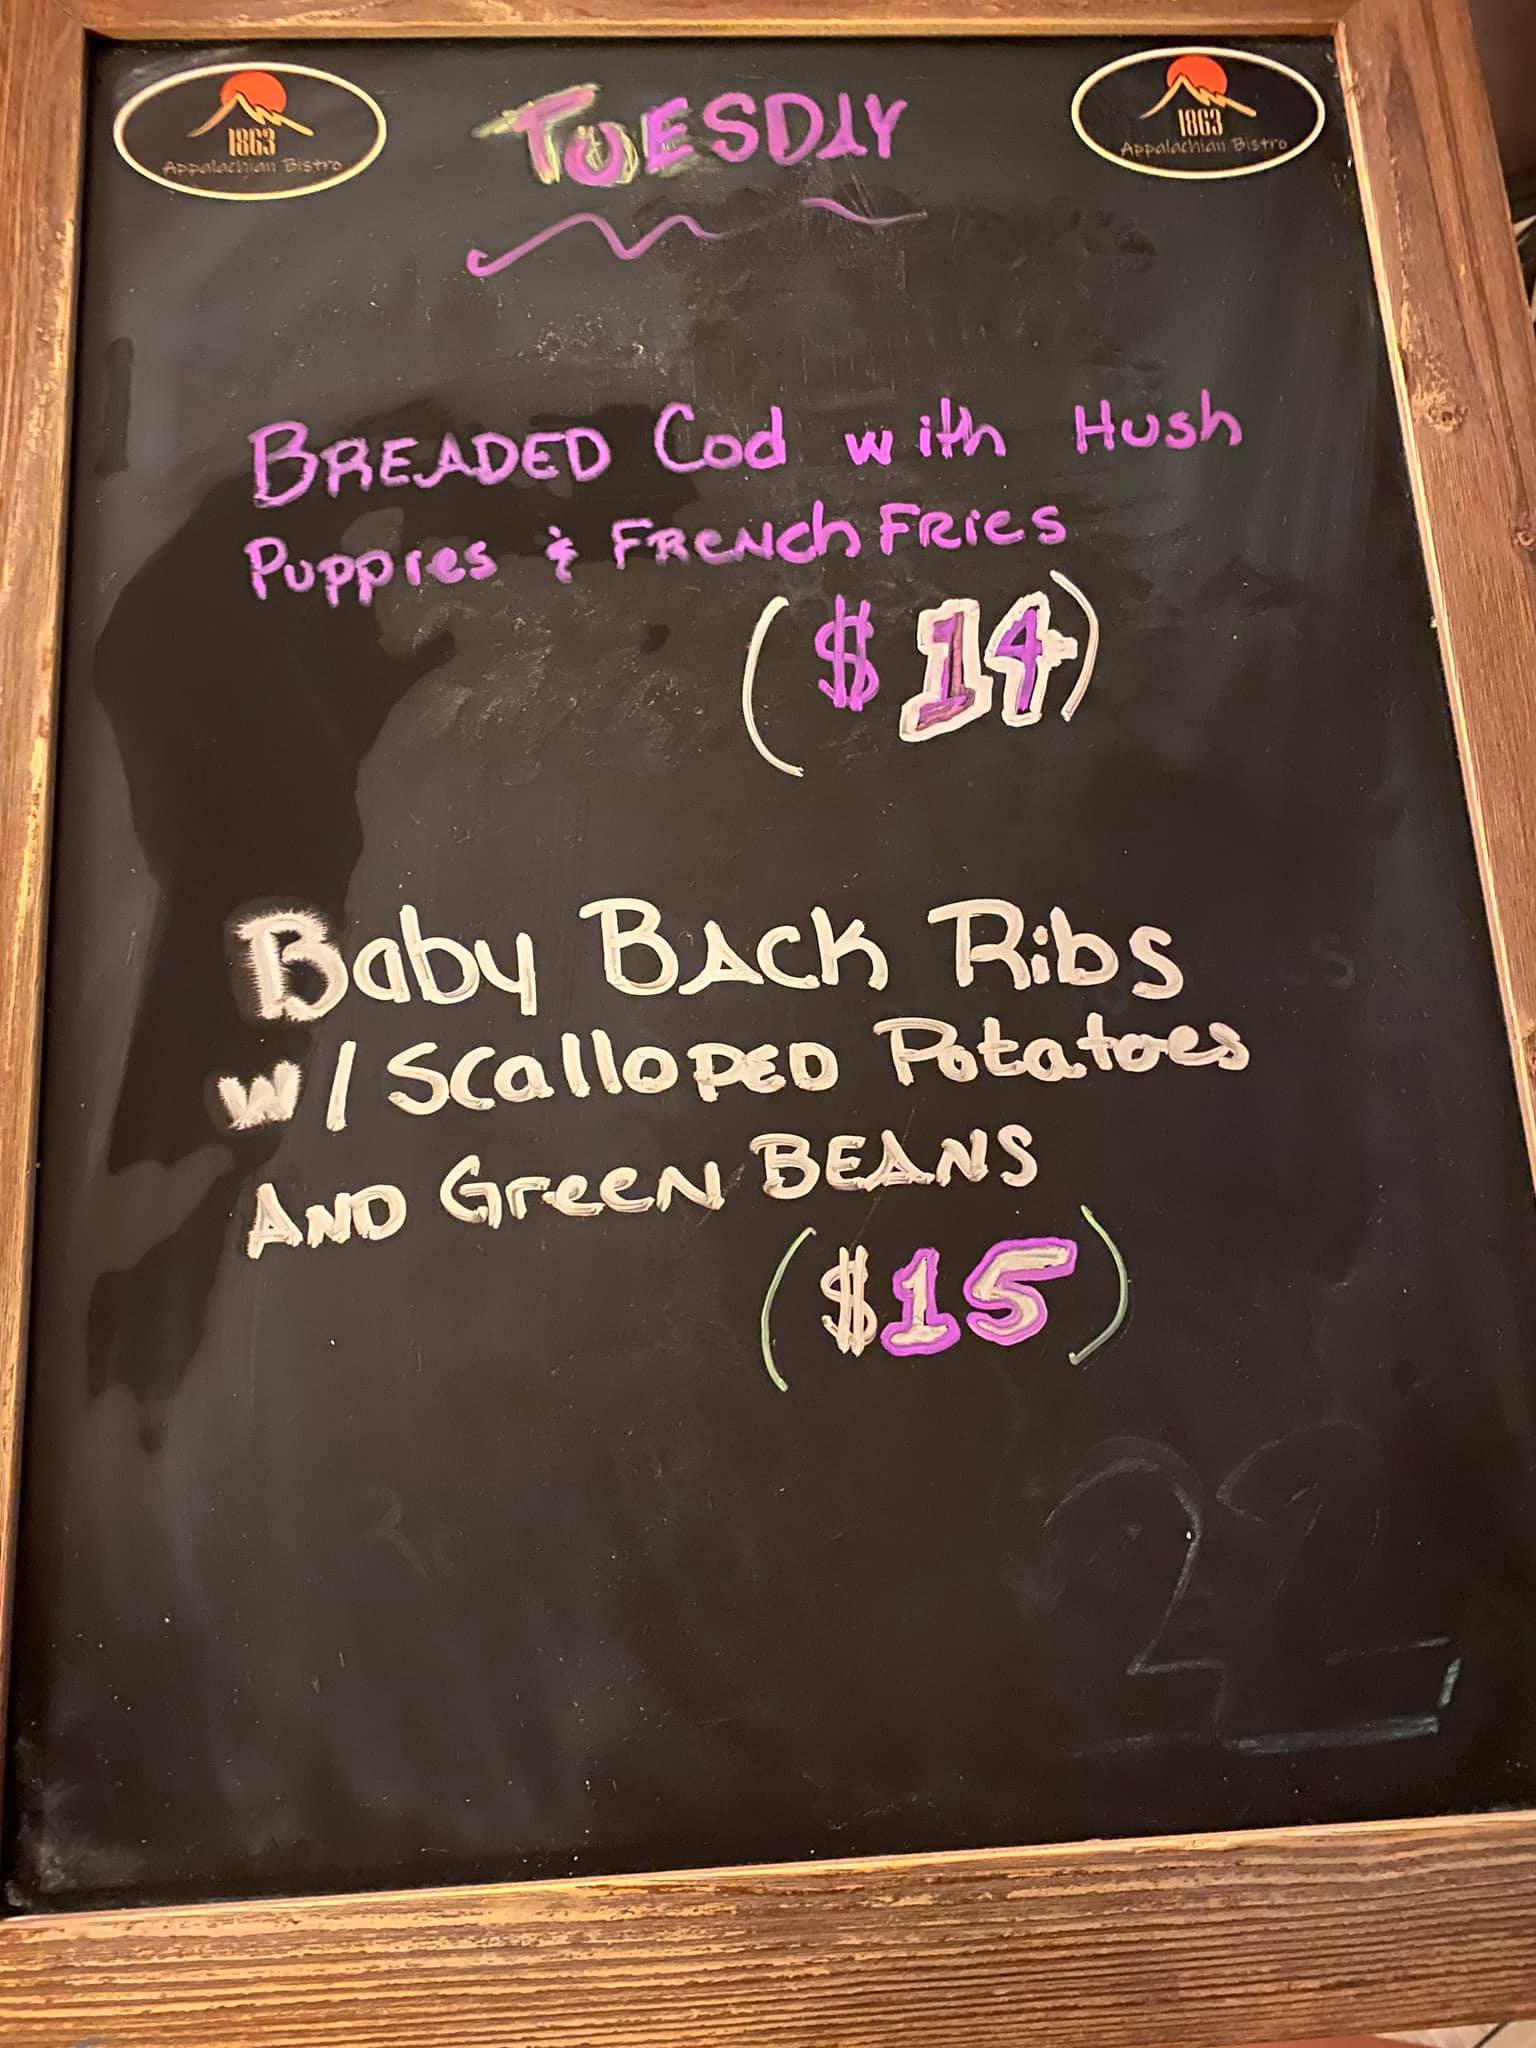 1863
Appalachian Bistro
TUESDAY
1863
Appalachian Bistro
BREADED Cod with Hush
Puppies & FRENCH FRies
($14)
Baby BACK Ribs
w/ Scalloped Potatoes
AND GreeN BEANS
($15)
22